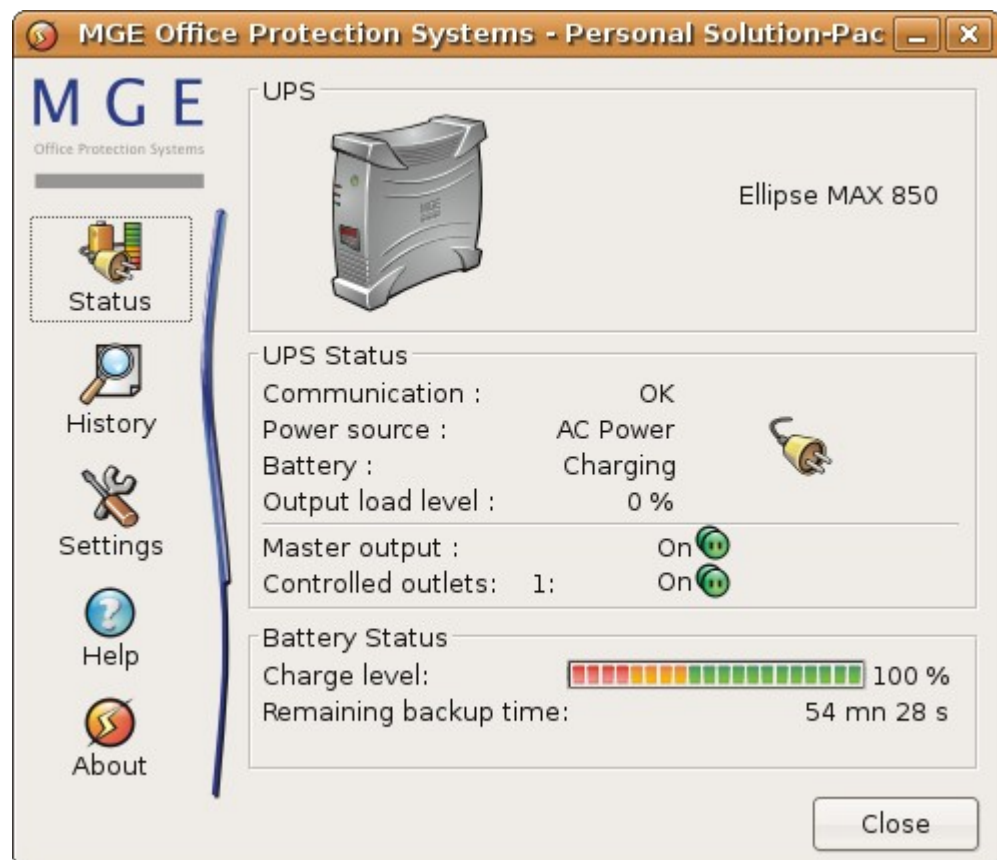 MGE Office Protection Systems - Personal Solution-Pac
MGE
Office Protection Systems
Status
History
Settings
Help
About
UPS
MGE
Ellipse MAX 850
UPS Status
Communication : OK
Power source : AC Power
Battery : Charging
Output load level : 0 %
Master output : On
Controlled outlets: 1: On
Battery Status
Charge level: 100 %
Remaining backup time: 54 mn 28 s
Close